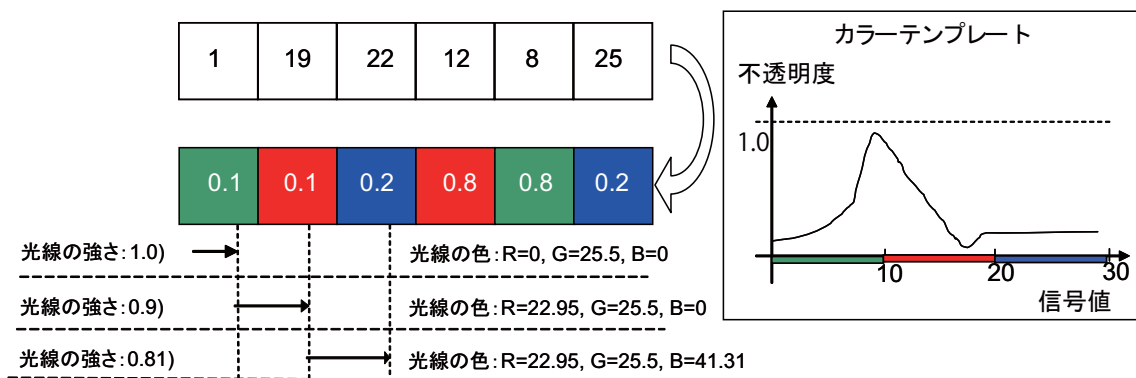 1 19 22 12 8 25
0.1 0.1 0.2 0.8 0.8 0.2
光線の強さ:1.0) 光線の色:R=0, G=25.5, B=0
光線の強さ:0.9) 光線の色:R=22.95, G=25.5, B=0
光線の強さ:0.81) 光線の色:R=22.95, G=25.5, B=41.31
カラーテンプレート
不透明度
1.0
10 20 30
信号値